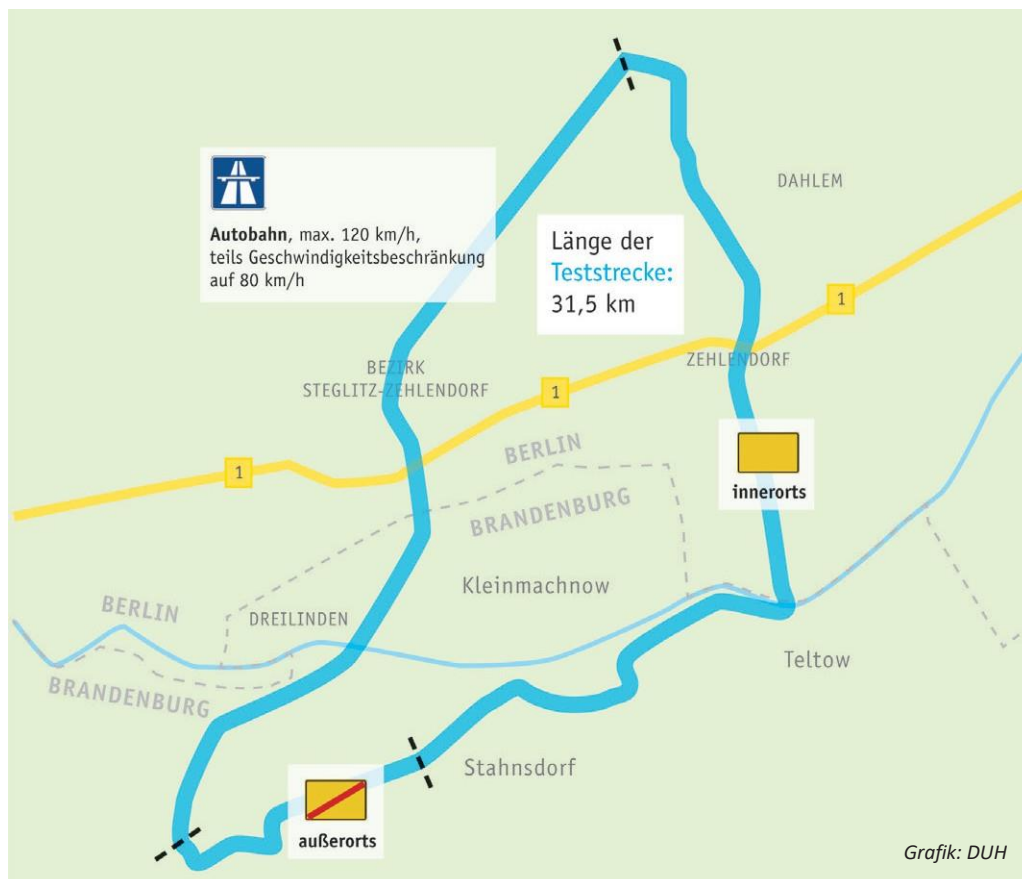 DAHLEM
Autobahn, max. 120 km/h,
teils Geschwindigkeitsbeschränkung
auf 80 km/h
Länge der
Teststrecke:
31,5 km
1
BEZIRK
STEGLITZ-ZEHLENDORF
ZEHLENDORF
1
1
BERLIN
BRANDENBURG
innerorts
Kleinmachnow
BERLIN
DREILINDEN
BRANDENBURG
Teltow
Stahnsdorf
außerorts
Grafik: DUH